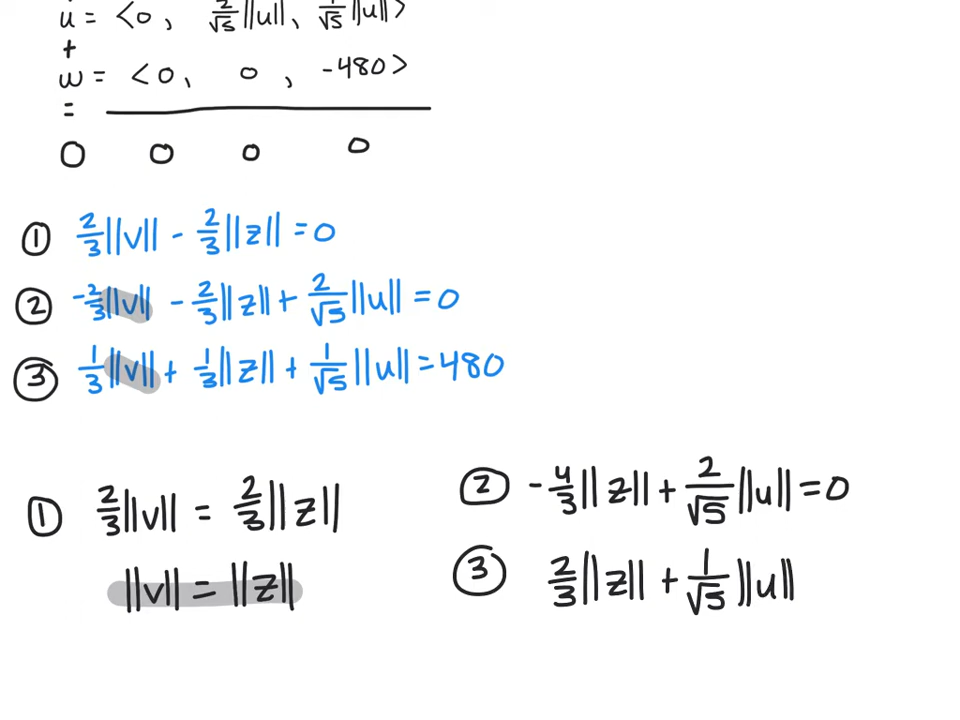 u = <0, 2/√5 ||u||, 1/√5 ||u||>
+
w = <0, 0, -480>
=
0 0 0 0
① 2/3 ||v|| - 2/3 ||z|| = 0
② -2/3 ||v|| - 2/3 ||z|| + 2/√5 ||u|| = 0
③ 1/3 ||v|| + 1/3 ||z|| + 1/√5 ||u|| = 480
① 2/3 ||v|| = 2/3 ||z||
||v|| = ||z||
② -4/3 ||z|| + 2/√5 ||u|| = 0
③ 2/3 ||z|| + 1/√5 ||u||